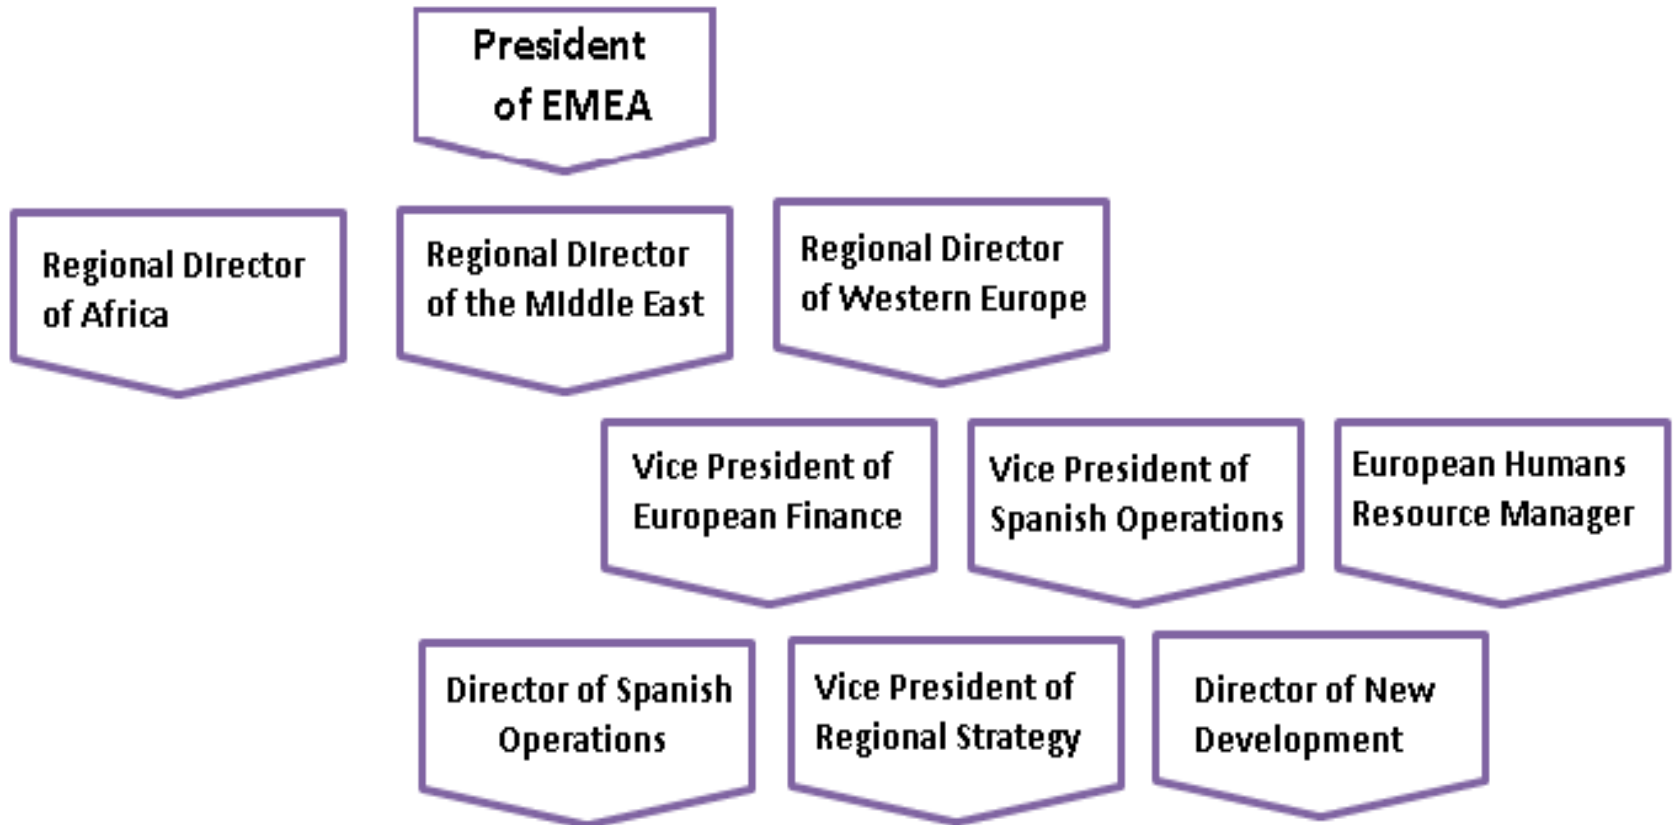 President
of EMEA
Regional DIrector
of Africa
Regional DIrector
of the MIddle East
Regional Director
of Western Europe
Vice President of
European Finance
Vice President of
Spanish Operations
European Humans
Resource Manager
Director of Spanish
Operations
Vice President of
Regional Strategy
Director of New
Development